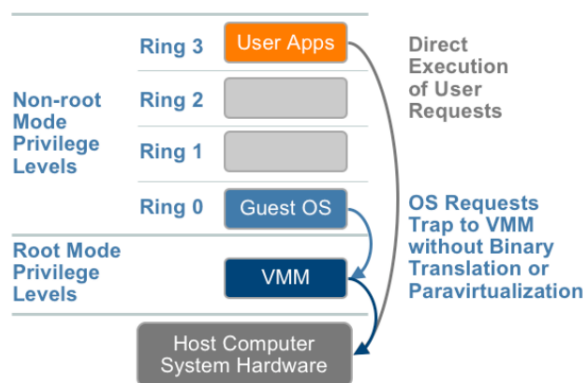 Ring 3
User Apps
Direct
Execution
of User
Requests
Non-root
Mode
Privilege
Levels
Ring 2
Ring 1
Ring 0
Guest OS
OS Requests
Trap to VMM
without Binary
Translation or
Paravirtualization
Root Mode
Privilege
Levels
VMM
Host Computer
System Hardware